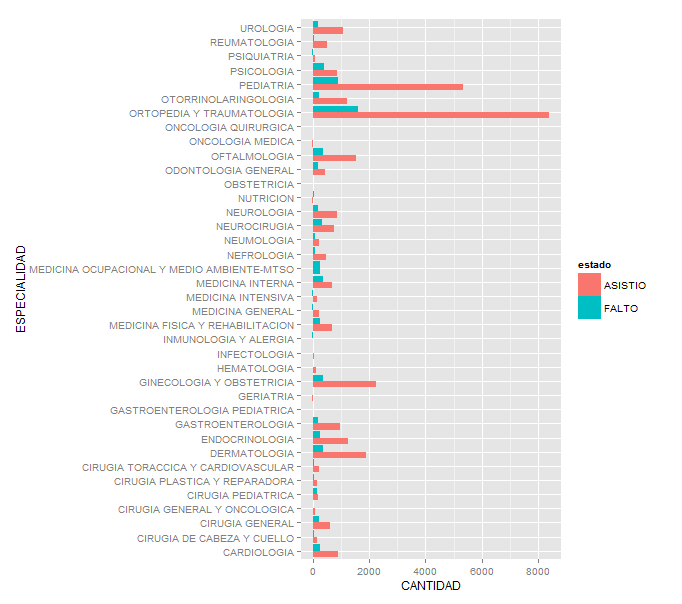 UROLOGIA
REUMATOLOGIA
PSIQUIATRIA
PSICOLOGIA
PEDIATRIA
OTORRINOLARINGOLOGIA
ORTOPEDIA Y TRAUMATOLOGIA
ONCOLOGIA QUIRURGICA
ONCOLOGIA MEDICA
OFTALMOLOGIA
ODONTOLOGIA GENERAL
OBSTETRICIA
NUTRICION
NEUROLOGIA
NEUROCIRUGIA
NEUMOLOGIA
NEFROLOGIA
MEDICINA OCUPACIONAL Y MEDIO AMBIENTE-MTSO
MEDICINA INTERNA
MEDICINA INTENSIVA
MEDICINA GENERAL
MEDICINA FISICA Y REHABILITACION
INMUNOLOGIA Y ALERGIA
INFECTOLOGIA
HEMATOLOGIA
GINECOLOGIA Y OBSTETRICIA
GERIATRIA
GASTROENTEROLOGIA PEDIATRICA
GASTROENTEROLOGIA
ENDOCRINOLOGIA
DERMATOLOGIA
CIRUGIA TORACCICA Y CARDIOVASCULAR
CIRUGIA PLASTICA Y REPARADORA
CIRUGIA PEDIATRICA
CIRUGIA GENERAL Y ONCOLOGICA
CIRUGIA GENERAL
CIRUGIA DE CABEZA Y CUELLO
CARDIOLOGIA
ESPECIALIDAD
0 2000 4000 6000 8000
CANTIDAD
estado
ASISTIO
FALTO